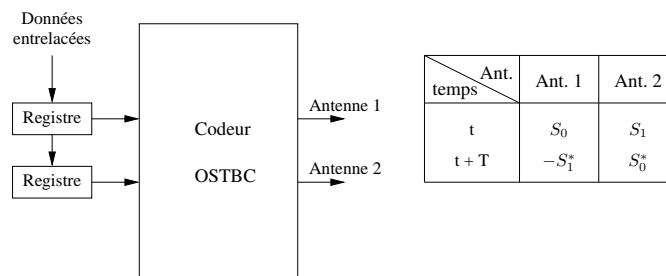 Données
entrelacées
Registre
Registre
Codeur
OSTBC
Antenne 1
Antenne 2
Ant.
temps
Ant. 1
Ant. 2
t
S₀
S₁
t + T
−S₁*
S₀*